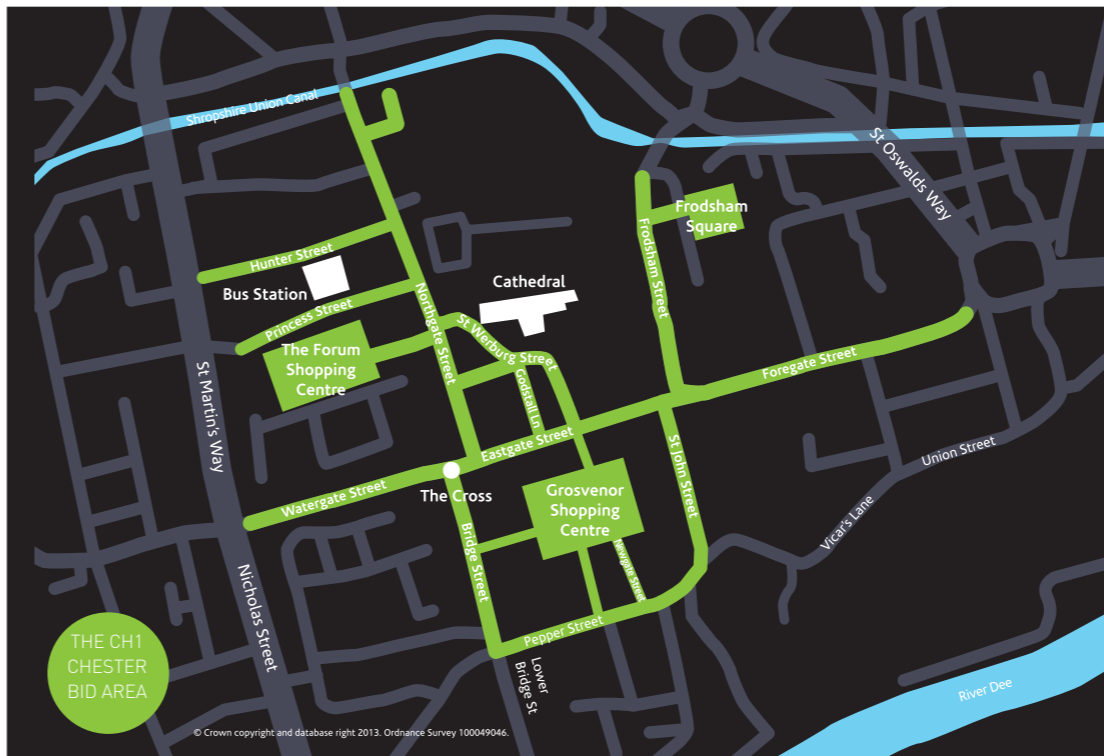 Shropshire Union Canal
St Oswalds Way
Frodsham
Square
Frodsham Street
Hunter Street
Bus Station
Princess Street
Cathedral
Northgate Street
St Werburg Street
The Forum
Shopping
Centre
Godstall Ln
Foregate Street
St Martin's Way
Eastgate Street
St John Street
Union Street
Watergate Street
The Cross
Grosvenor
Shopping
Centre
Vicar's Lane
Bridge Street
Newgate Street
Nicholas Street
Pepper Street
Lower
Bridge St
THE CH1
CHESTER
BID AREA
River Dee
© Crown copyright and database right 2013. Ordnance Survey 100049046.